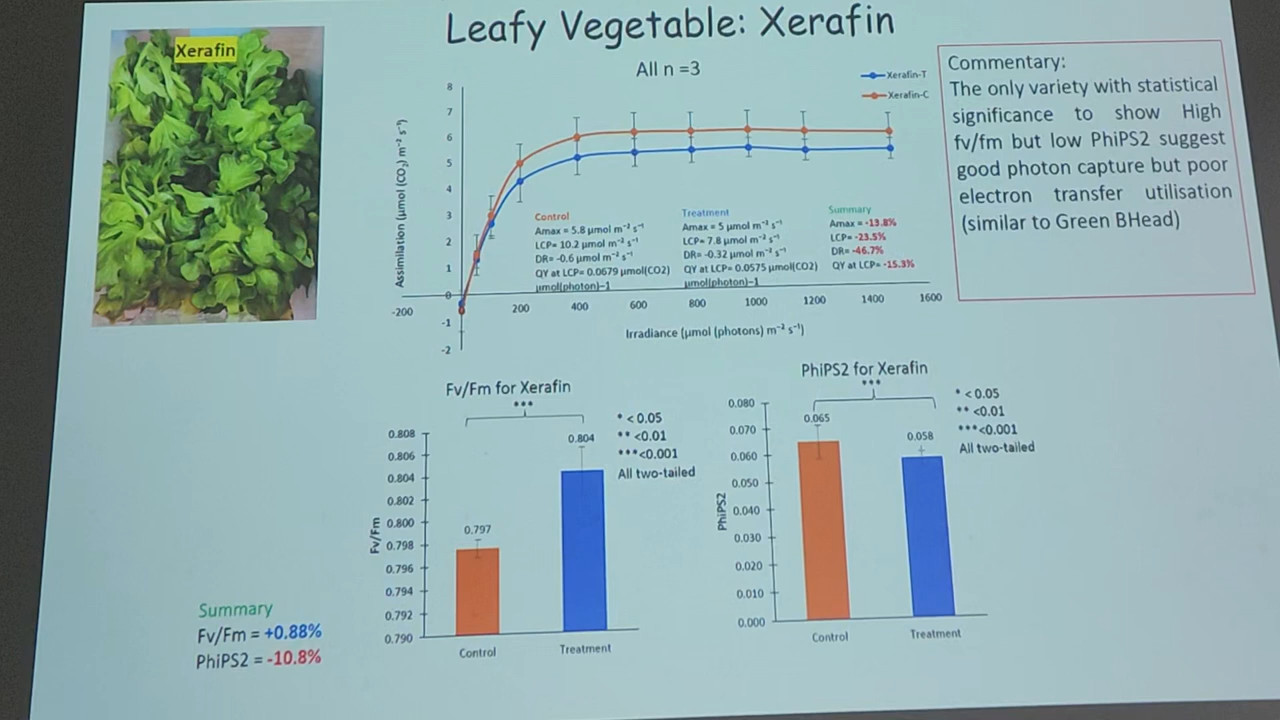 Leafy Vegetable: Xerafin
Xerafin
All n =3
Xerafin-T
Xerafin-C
Assimilation (µmol (CO₂) m⁻² s⁻¹)
8
7
6
5
4
3
2
1
0
-1
-2
-200
200
400
600
800
1000
1200
1400
1600
Irradiance (µmol (photons) m⁻² s⁻¹)
Control
Amax = 5.8 µmol m⁻² s⁻¹
LCP= 10.2 µmol m⁻² s⁻¹
DR= -0.6 µmol m⁻² s⁻¹
QY at LCP= 0.0679 µmol(CO2)
µmol(photon)−1
Treatment
Amax = 5 µmol m⁻² s⁻¹
LCP= 7.8 µmol m⁻² s⁻¹
DR= -0.32 µmol m⁻² s⁻¹
QY at LCP= 0.0575 µmol(CO2)
µmol(photon)−1
Summary
Amax = -13.8%
LCP= -23.5%
DR= -46.7%
QY at LCP= -15.3%
Commentary:
The only variety with statistical
significance to show High
fv/fm but low PhiPS2 suggest
good photon capture but poor
electron transfer utilisation
(similar to Green BHead)
Fv/Fm for Xerafin
***
* < 0.05
** <0.01
***<0.001
All two-tailed
Fv/Fm
0.808
0.806
0.804
0.802
0.800
0.798
0.796
0.794
0.792
0.790
0.797
0.804
Control
Treatment
PhiPS2 for Xerafin
***
* < 0.05
** <0.01
***<0.001
All two-tailed
PhiPS2
0.080
0.070
0.060
0.050
0.040
0.030
0.020
0.010
0.000
0.065
0.058
Control
Treatment
Summary
Fv/Fm = +0.88%
PhiPS2 = -10.8%